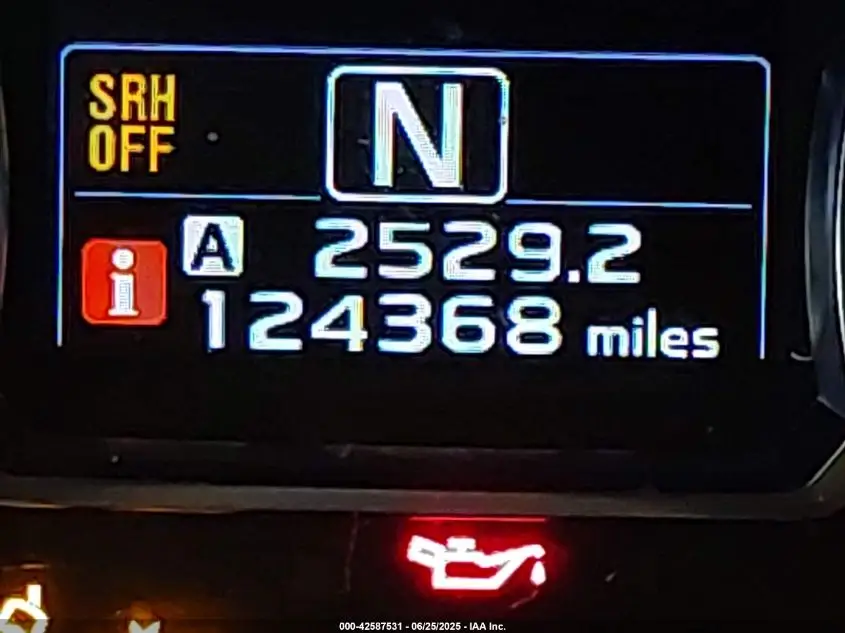 SRH
OFF
N
A 2529.2
i
124368 miles
000-42587531 - 06/25/2025 - IAA Inc.